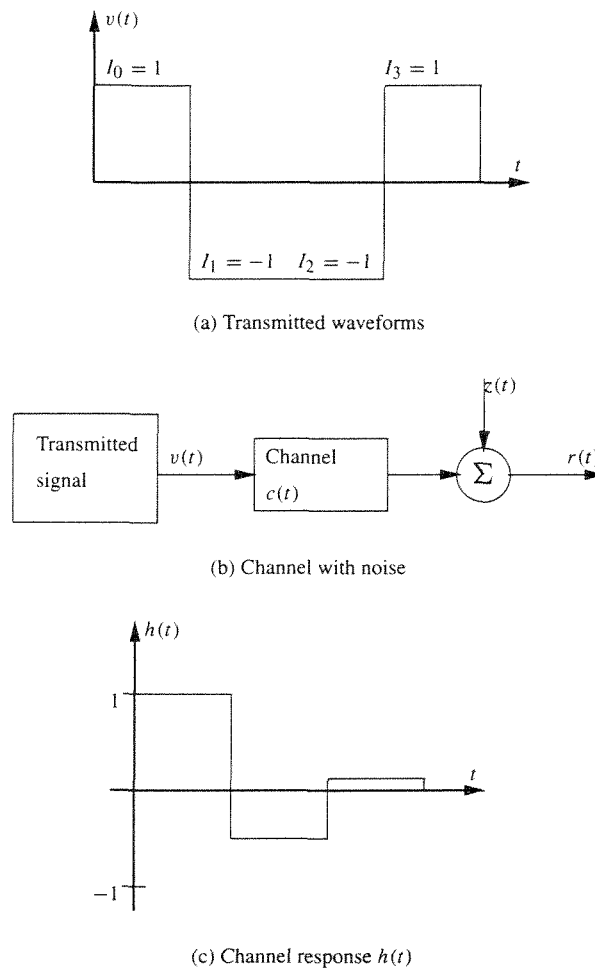 v(t)
I₀ = 1
I₃ = 1
t
I₁ = −1 I₂ = −1
(a) Transmitted waveforms
z(t)
Transmitted
signal
v(t)
Channel
c(t)
Σ
r(t)
(b) Channel with noise
h(t)
1
t
−1
(c) Channel response h(t)